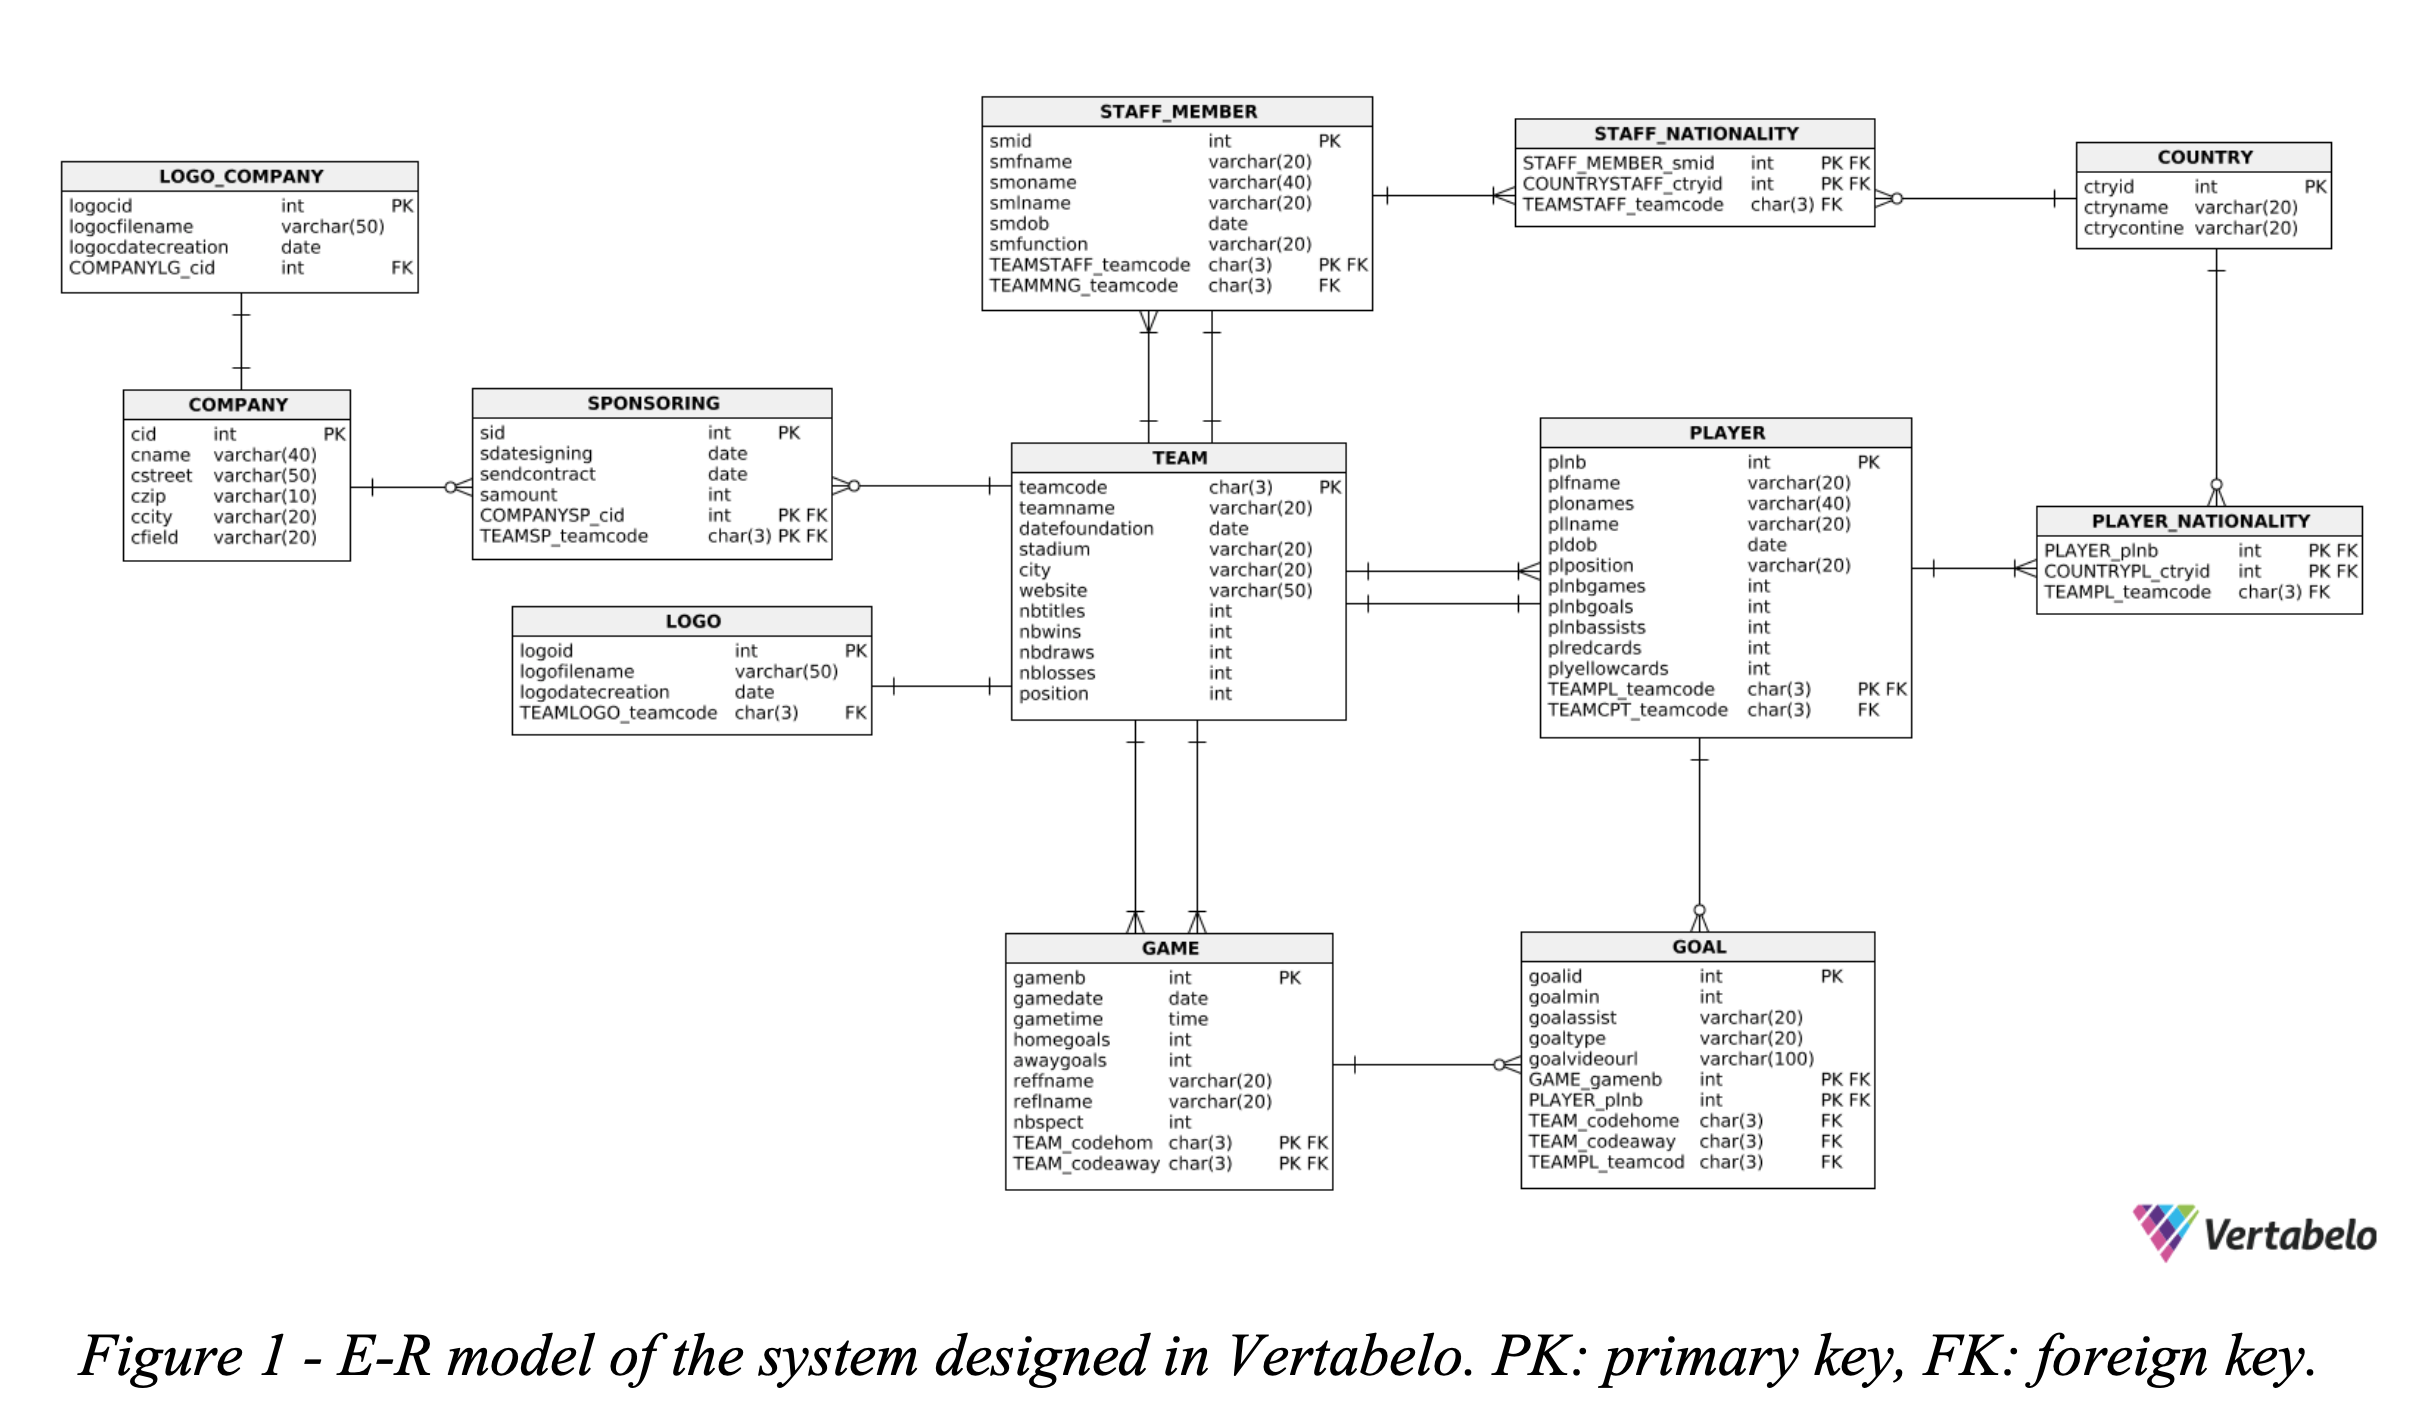 STAFF_MEMBER
smid int PK
smfname varchar(20)
smoname varchar(40)
smlname varchar(20)
smdob date
smfunction varchar(20)
TEAMSTAFF_teamcode char(3) PK FK
TEAMMNG_teamcode char(3) FK
STAFF_NATIONALITY
STAFF_MEMBER_smid int PK FK
COUNTRYSTAFF_ctryid int PK FK
TEAMSTAFF_teamcode char(3) FK
COUNTRY
ctryid int PK
ctryname varchar(20)
ctrycontine varchar(20)
LOGO_COMPANY
logocid int PK
logocfilename varchar(50)
logocdatecreation date
COMPANYLG_cid int FK
COMPANY
cid int PK
cname varchar(40)
cstreet varchar(50)
czip varchar(10)
ccity varchar(20)
cfield varchar(20)
SPONSORING
sid int PK
sdatesigning date
sendcontract date
samount int
COMPANYSP_cid int PK FK
TEAMSP_teamcode char(3) PK FK
TEAM
teamcode char(3) PK
teamname varchar(20)
datefoundation date
stadium varchar(20)
city varchar(20)
website varchar(50)
nbtitles int
nbwins int
nbdraws int
nblosses int
position int
PLAYER
plnb int PK
plfname varchar(20)
plonames varchar(40)
pllname varchar(20)
pldob date
plposition varchar(20)
plnbgames int
plnbgoals int
plnbassists int
plredcards int
plyellowcards int
TEAMPL_teamcode char(3) PK FK
TEAMCPT_teamcode char(3) FK
PLAYER_NATIONALITY
PLAYER_plnb int PK FK
COUNTRYPL_ctryid int PK FK
TEAMPL_teamcode char(3) FK
LOGO
logoid int PK
logofilename varchar(50)
logodatecreation date
TEAMLOGO_teamcode char(3) FK
GAME
gamenb int PK
gamedate date
gametime time
homegoals int
awaygoals int
reffname varchar(20)
reflname varchar(20)
nbspect int
TEAM_codehom char(3) PK FK
TEAM_codeaway char(3) PK FK
GOAL
goalid int PK
goalmin int
goalassist varchar(20)
goaltype varchar(20)
goalvideourl varchar(100)
GAME_gamenb int PK FK
PLAYER_plnb int PK FK
TEAM_codehome char(3) FK
TEAM_codeaway char(3) FK
TEAMPL_teamcod char(3) FK
Vertabelo
Figure 1 - E-R model of the system designed in Vertabelo. PK: primary key, FK: foreign key.